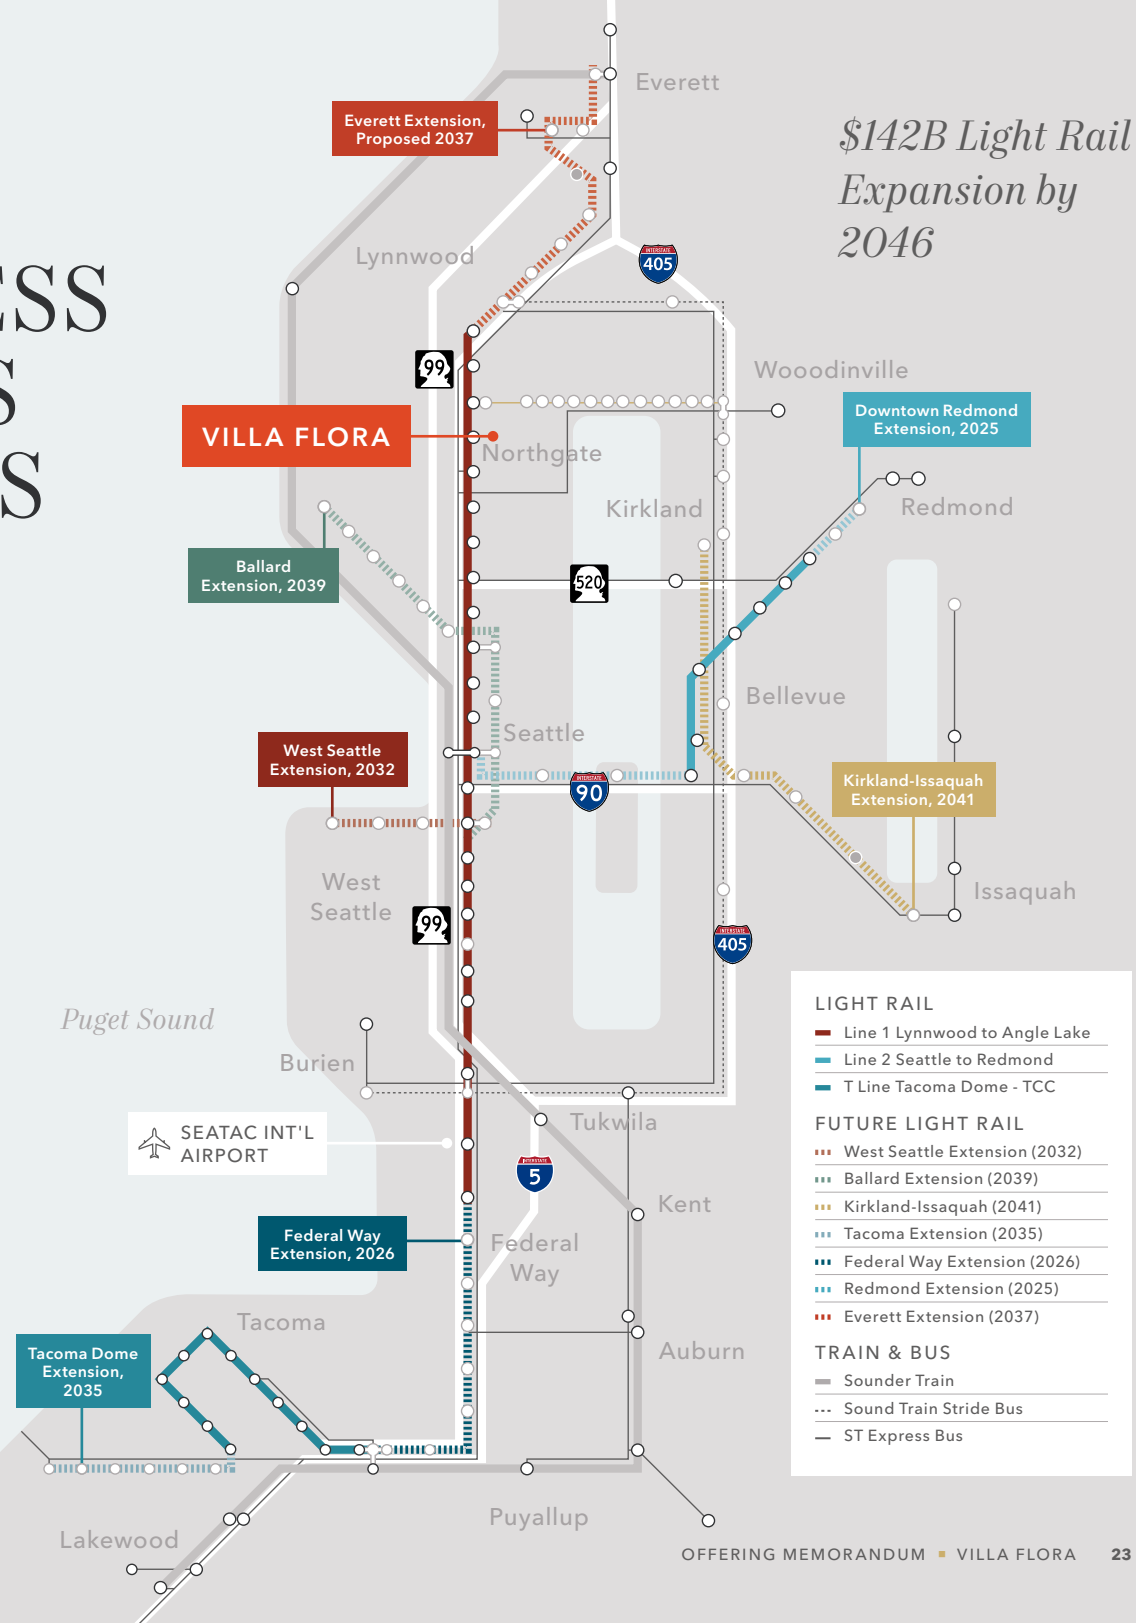 ESS
S
S
$142B Light Rail
Expansion by
2046
Everett
Everett Extension,
Proposed 2037
Lynnwood
INTERSTATE
405
99
Wooodinville
Downtown Redmond
Extension, 2025
VILLA FLORA
Northgate
Kirkland
Redmond
Ballard
Extension, 2039
520
Bellevue
Seattle
West Seattle
Extension, 2032
INTERSTATE
90
Kirkland-Issaquah
Extension, 2041
West
Seattle
Issaquah
99
INTERSTATE
405
Puget Sound
Burien
Tukwila
SEATAC INT'L
AIRPORT
INTERSTATE
5
Kent
Federal Way
Extension, 2026
Federal
Way
Tacoma
Auburn
Tacoma Dome
Extension,
2035
Puyallup
Lakewood
LIGHT RAIL
Line 1 Lynnwood to Angle Lake
Line 2 Seattle to Redmond
T Line Tacoma Dome - TCC
FUTURE LIGHT RAIL
West Seattle Extension (2032)
Ballard Extension (2039)
Kirkland-Issaquah (2041)
Tacoma Extension (2035)
Federal Way Extension (2026)
Redmond Extension (2025)
Everett Extension (2037)
TRAIN & BUS
Sounder Train
Sound Train Stride Bus
ST Express Bus
OFFERING MEMORANDUM ▪ VILLA FLORA 23